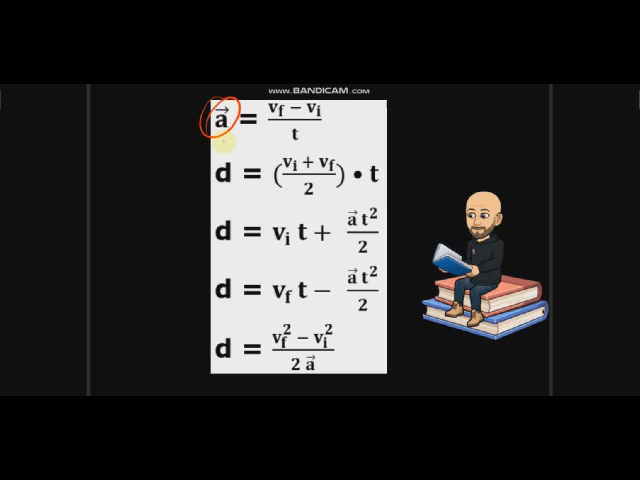 WWW.BANDICAM.COM
a⃗ = (v_f − v_i)/t
d = ((v_i + v_f)/2) • t
d = v_i t + (a⃗ t²)/2
d = v_f t − (a⃗ t²)/2
d = (v_f² − v_i²)/(2 a⃗)